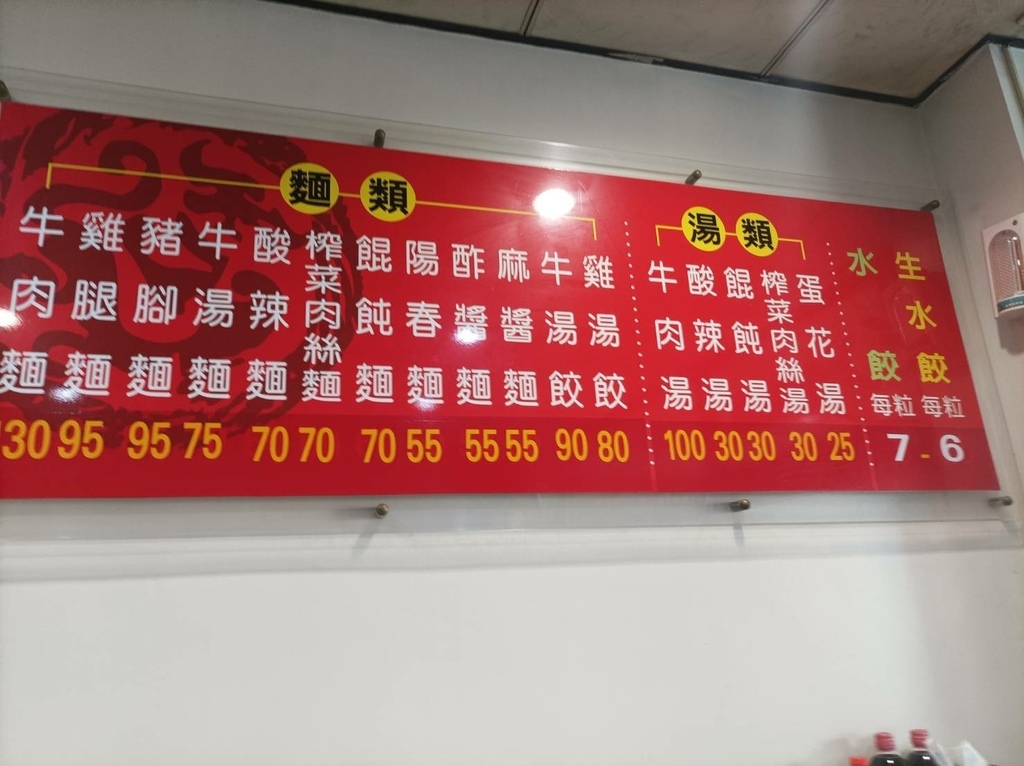 麵類
牛肉麵 130
雞腿麵 95
豬腳麵 95
牛湯麵 75
酸辣麵 70
榨菜肉絲麵 70
餛飩麵 70
陽春麵 55
酢醬麵 55
麻醬麵 55
牛湯餃 90
雞湯餃 80
湯類
牛肉湯 100
酸辣湯 30
餛飩湯 30
榨菜肉絲湯 30
蛋花湯 25
水餃 每粒 7-
生水餃 每粒 6